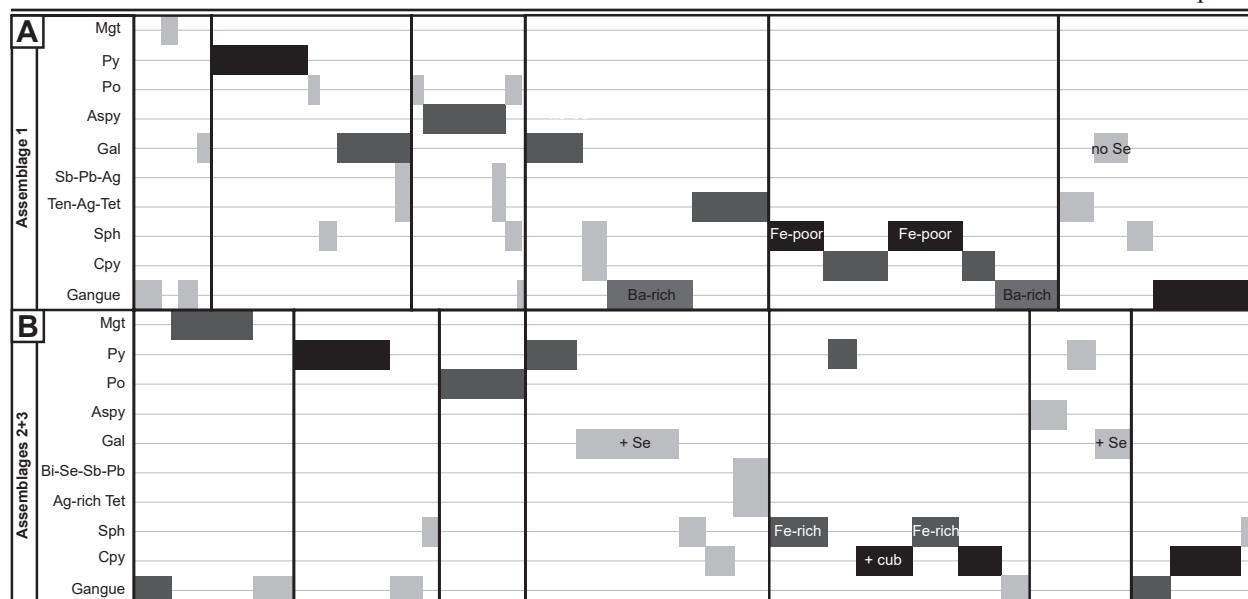 A
Assemblage 1
Mgt
Py
Po
Aspy
Gal
no Se
Sb-Pb-Ag
Ten-Ag-Tet
Sph
Fe-poor
Fe-poor
Cpy
Gangue
Ba-rich
Ba-rich
B
Assemblages 2+3
Mgt
Py
Po
Aspy
Gal
+ Se
+ Se
Bi-Se-Sb-Pb
Ag-rich Tet
Sph
Fe-rich
Fe-rich
Cpy
+ cub
Gangue